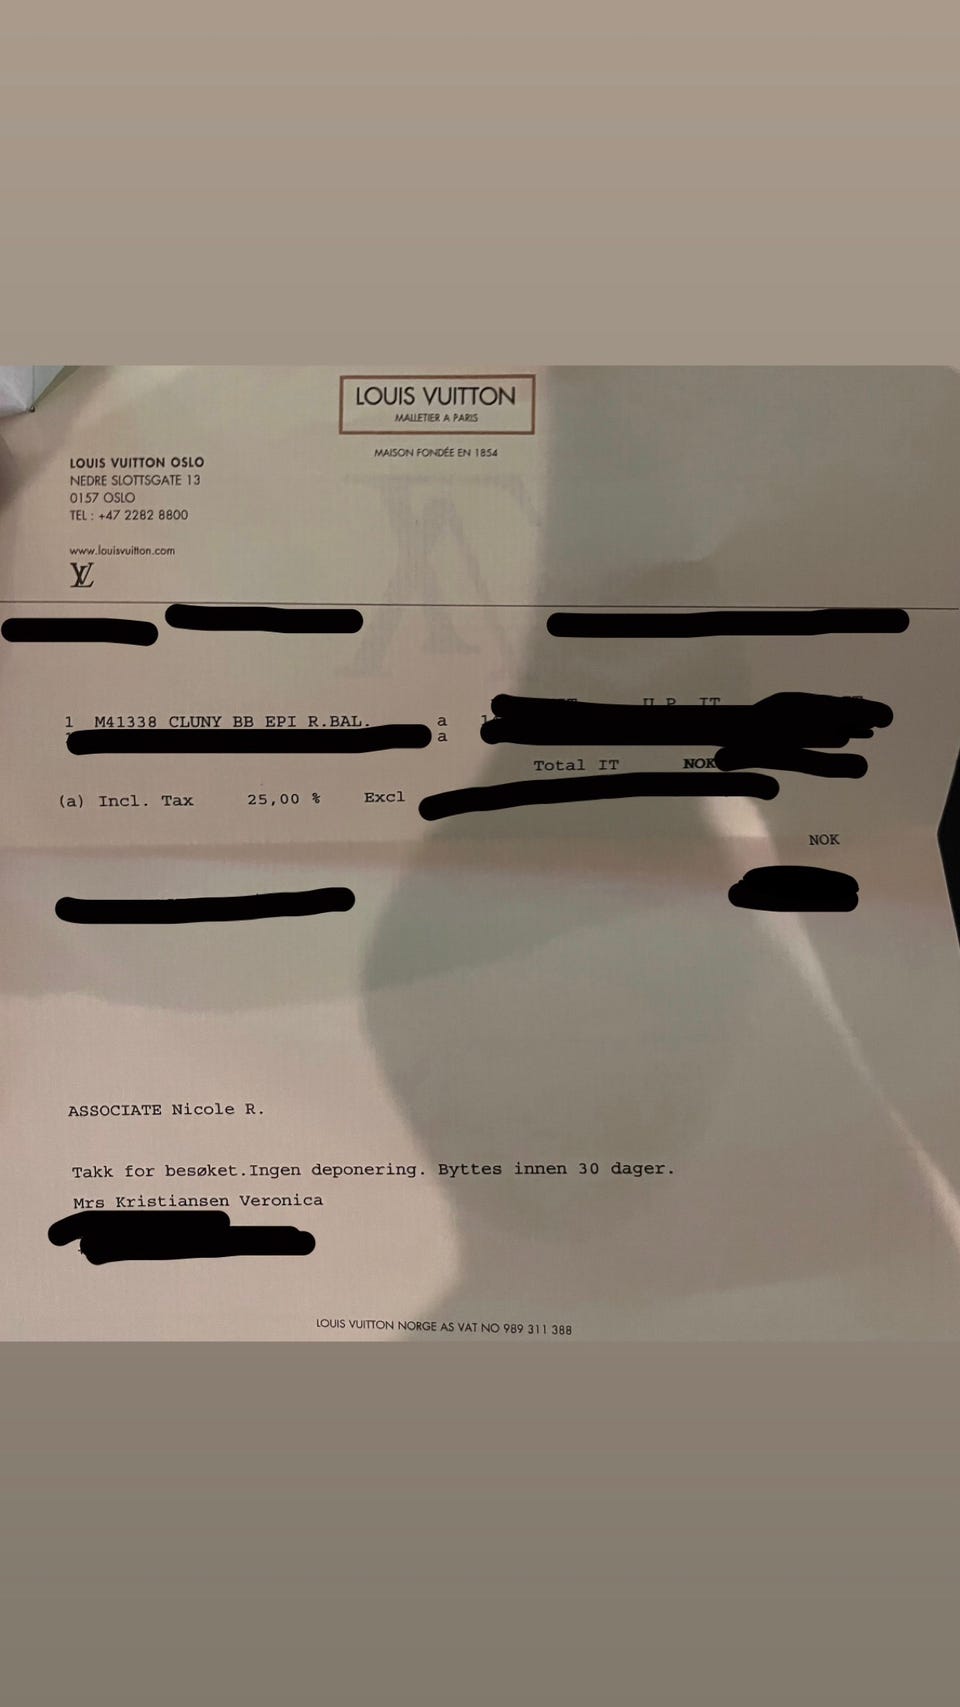 LOUIS VUITTON
MALLETIER A PARIS
MAISON FONDÉE EN 1854
LOUIS VUITTON OSLO
NEDRE SLOTTSGATE 13
0157 OSLO
TEL : +47 2282 8800
www.louisvuitton.com
LV
1 M41338 CLUNY BB EPI R.BAL. a
a
Total IT NOK
(a) Incl. Tax 25,00 % Excl
NOK
ASSOCIATE Nicole R.
Takk for besøket.Ingen deponering. Byttes innen 30 dager.
Mrs Kristiansen Veronica
LOUIS VUITTON NORGE AS VAT NO 989 311 388